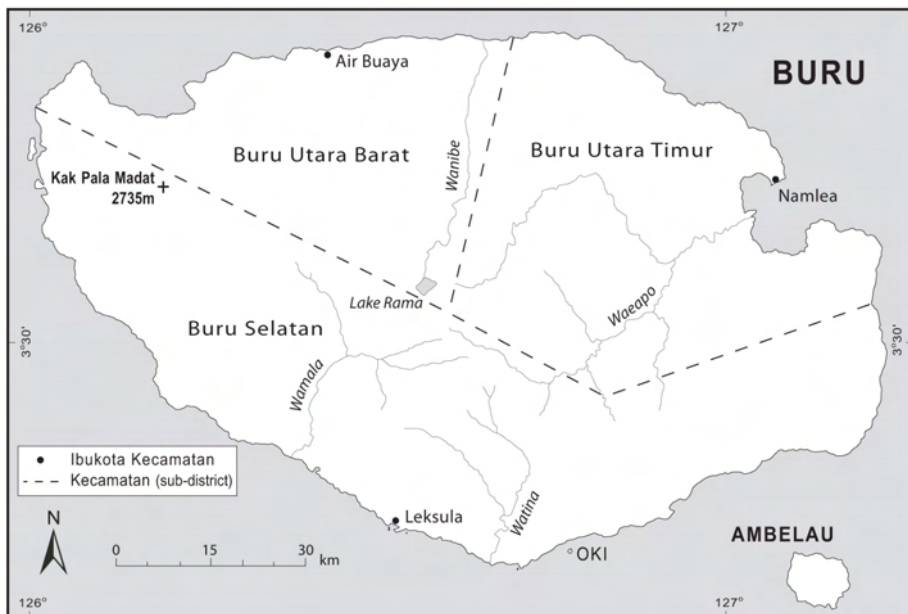 126°
127°
BURU
Air Buaya
Buru Utara Barat
Wanibe
Buru Utara Timur
Kak Pala Madat
2735m
Namlea
Lake Rama
Waeapo
Buru Selatan
3°30'
3°30'
Wamala
Ibukota Kecamatan
Kecamatan (sub-district)
Leksula
Watina
N
0 15 30
km
OKI
AMBELAU
126°
127°